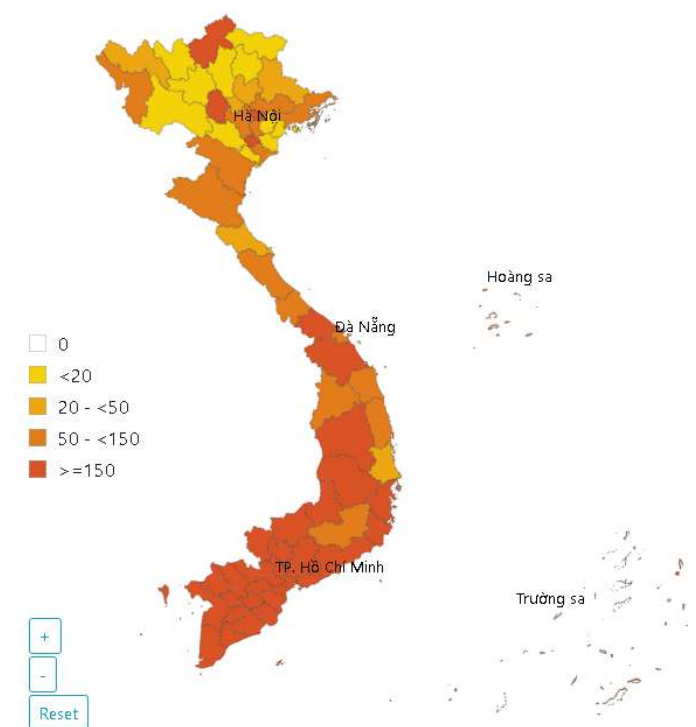 Hà Nội
Hoàng sa
Đà Nẵng
0
<20
20 - <50
50 - <150
>=150
TP. Hồ Chí Minh
Trường sa
+
-
Reset